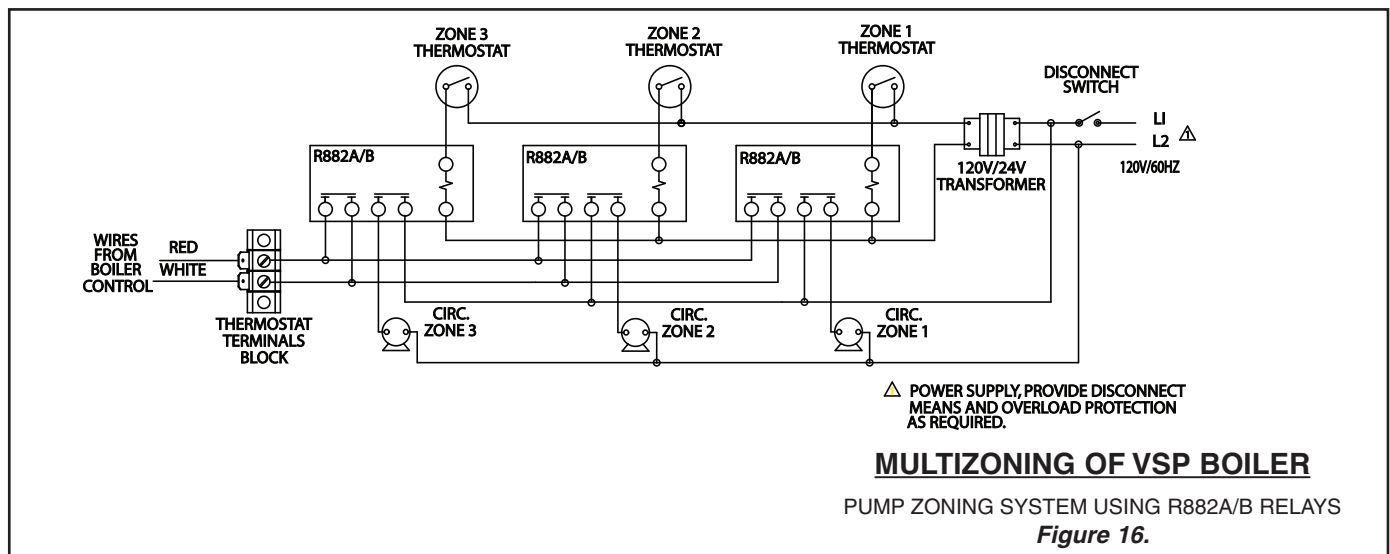 ZONE 3
THERMOSTAT
ZONE 2
THERMOSTAT
ZONE 1
THERMOSTAT
DISCONNECT
SWITCH
LI
L2
1
120V/60HZ
120V/24V
TRANSFORMER
R882A/B
R882A/B
R882A/B
WIRES
FROM
BOILER
CONTROL
RED
WHITE
THERMOSTAT
TERMINALS
BLOCK
CIRC.
ZONE 3
CIRC.
ZONE 2
CIRC.
ZONE 1
1 POWER SUPPLY, PROVIDE DISCONNECT
MEANS AND OVERLOAD PROTECTION
AS REQUIRED.
MULTIZONING OF VSP BOILER
PUMP ZONING SYSTEM USING R882A/B RELAYS
Figure 16.